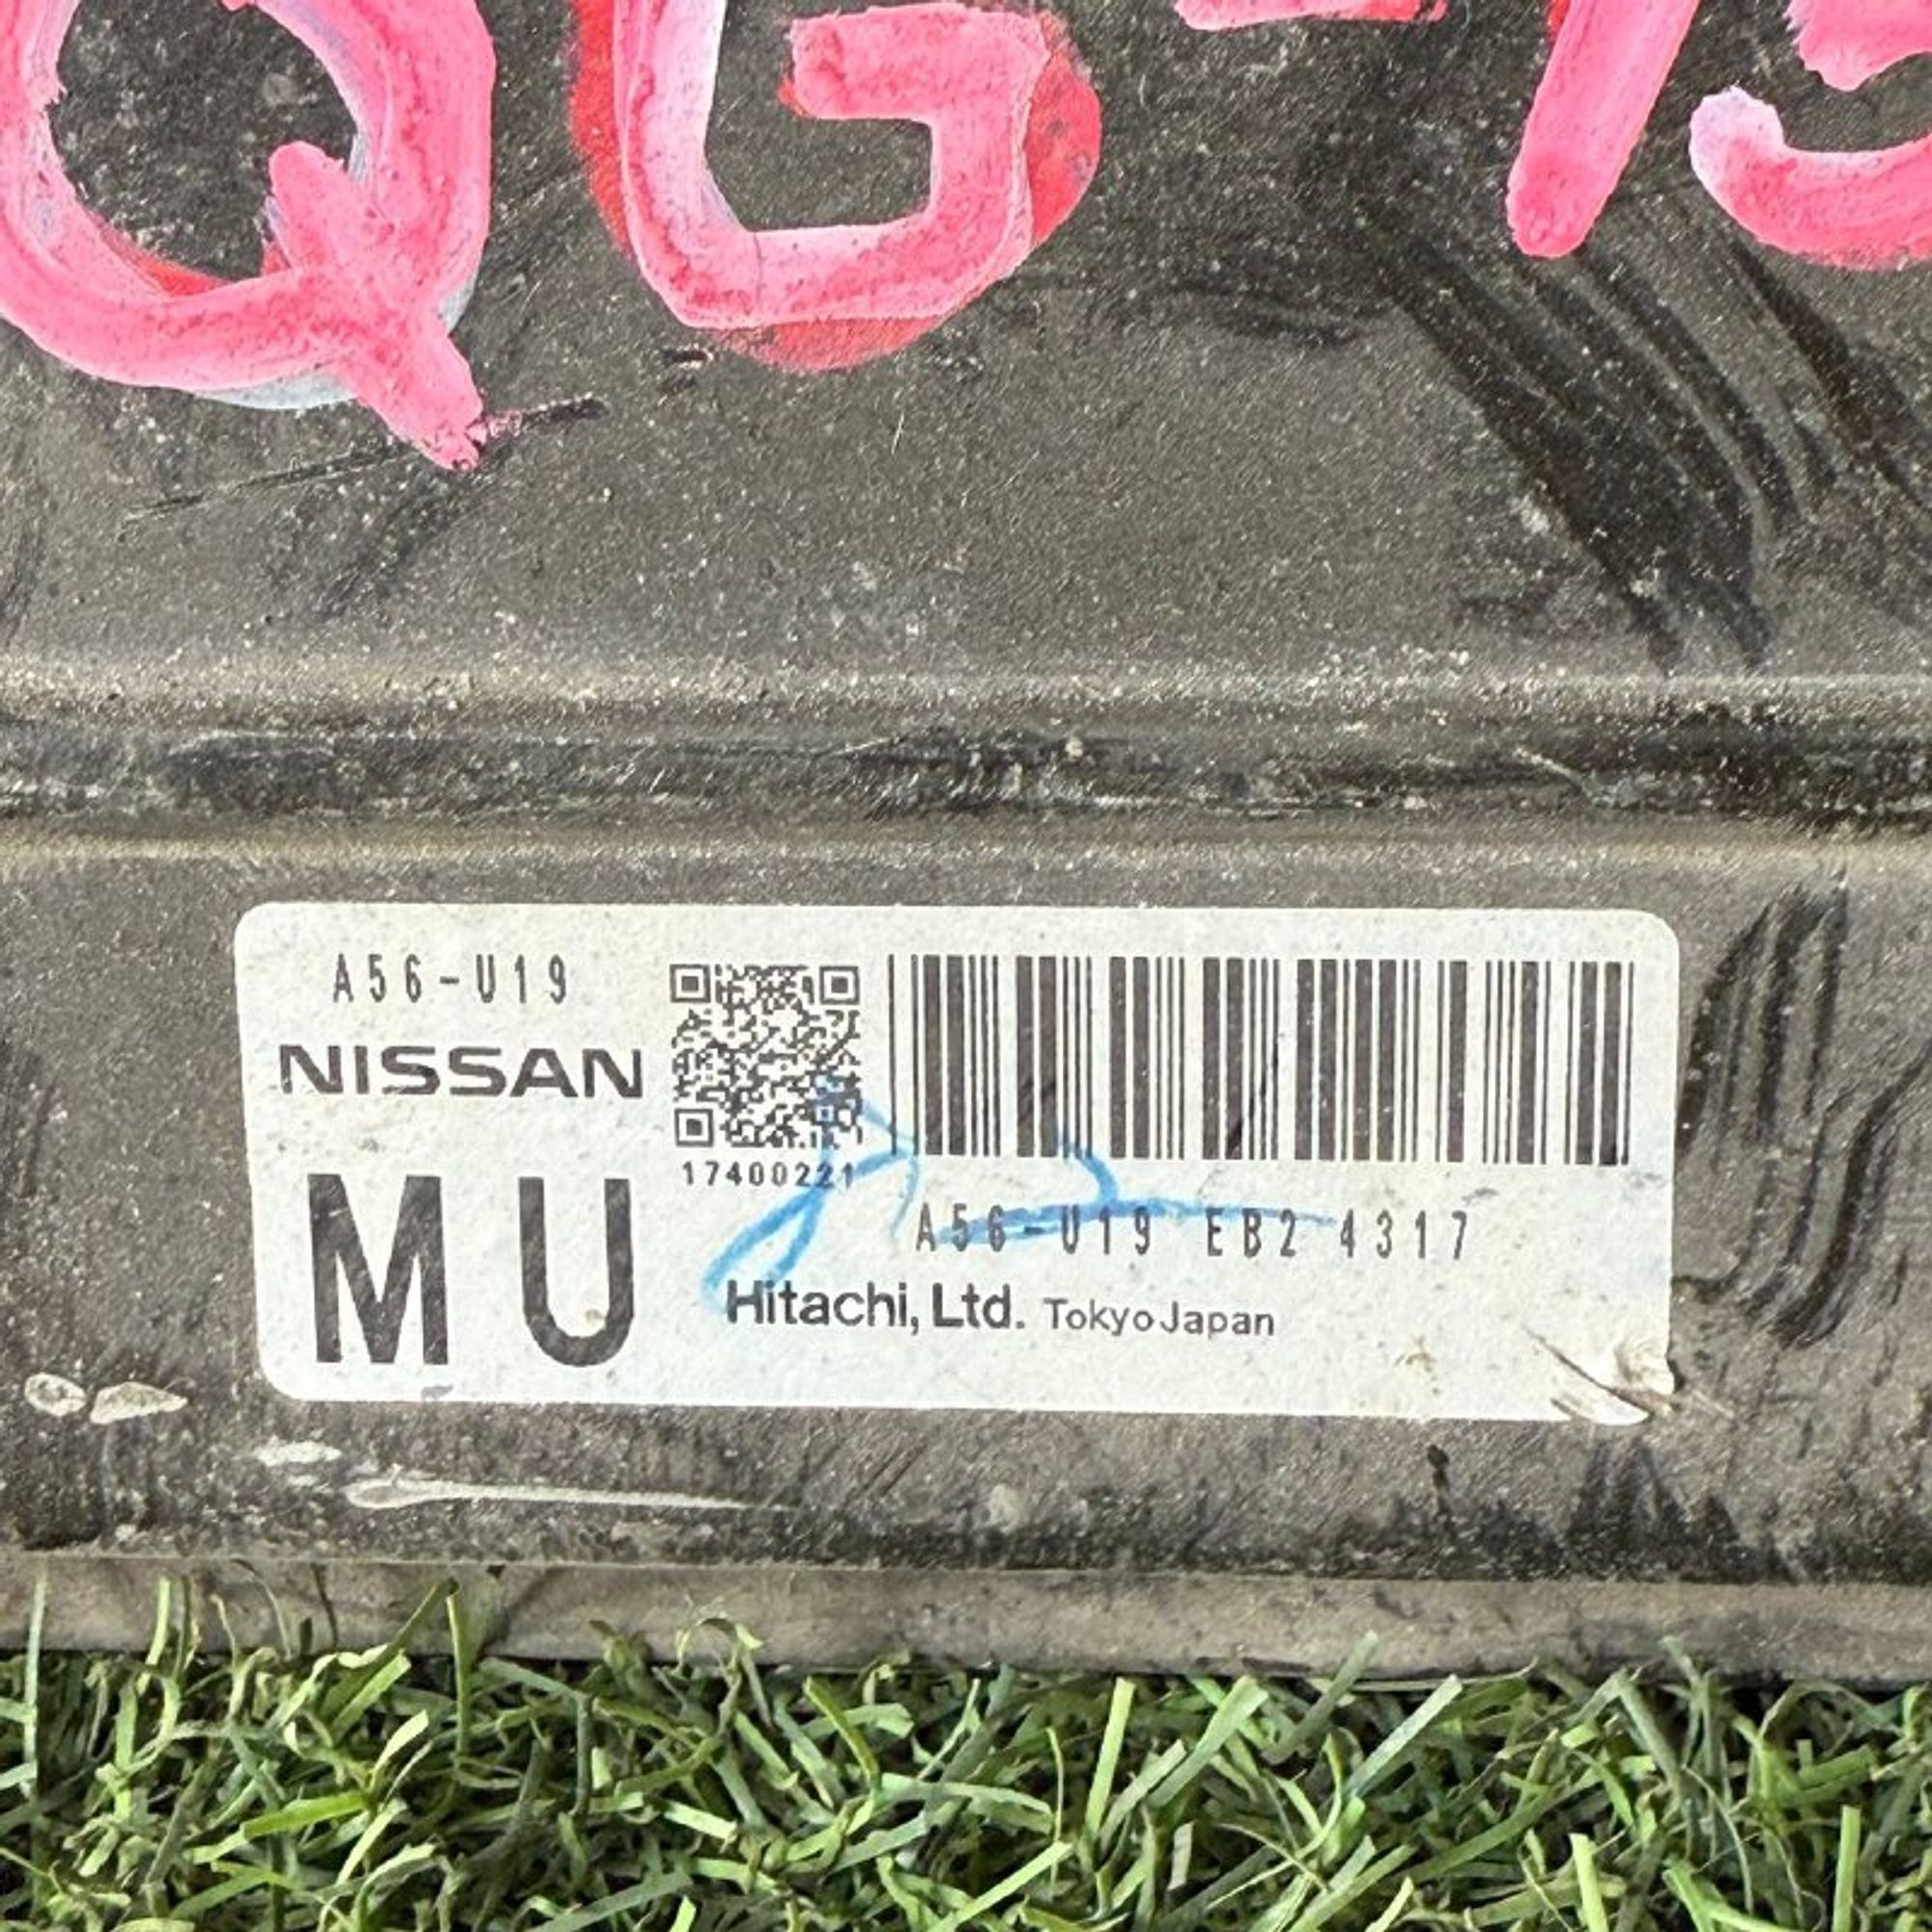 QG-15
A56-U19
NISSAN
MU
17400221
A56-U19 EB2 4317
Hitachi, Ltd. Tokyo Japan